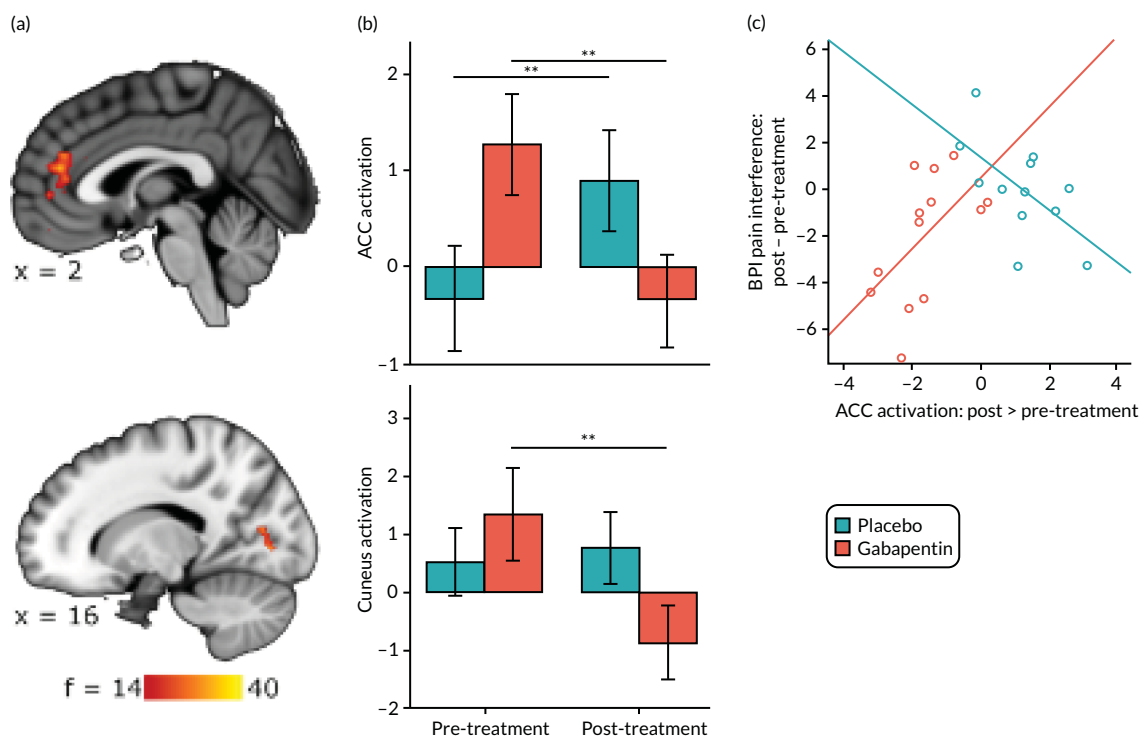 (a)
x = 2
x = 16
f = 14 40
(b)
ACC activation
2
1
0
−1
**
**
Cuneus activation
3
2
1
0
−1
−2
**
Pre-treatment Post-treatment
(c)
BPI pain interference:
post – pre-treatment
6
4
2
0
−2
−4
−6
−4 −2 0 2 4
ACC activation: post > pre-treatment
Placebo
Gabapentin